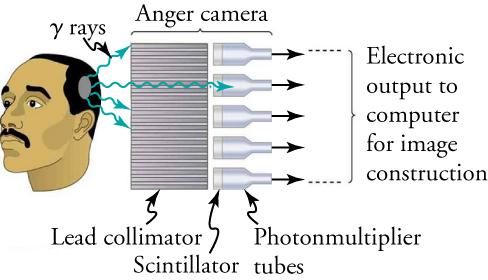 Anger camera
γ rays
Electronic
output to
computer
for image
construction
Lead collimator
Photonmultiplier
tubes
Scintillator